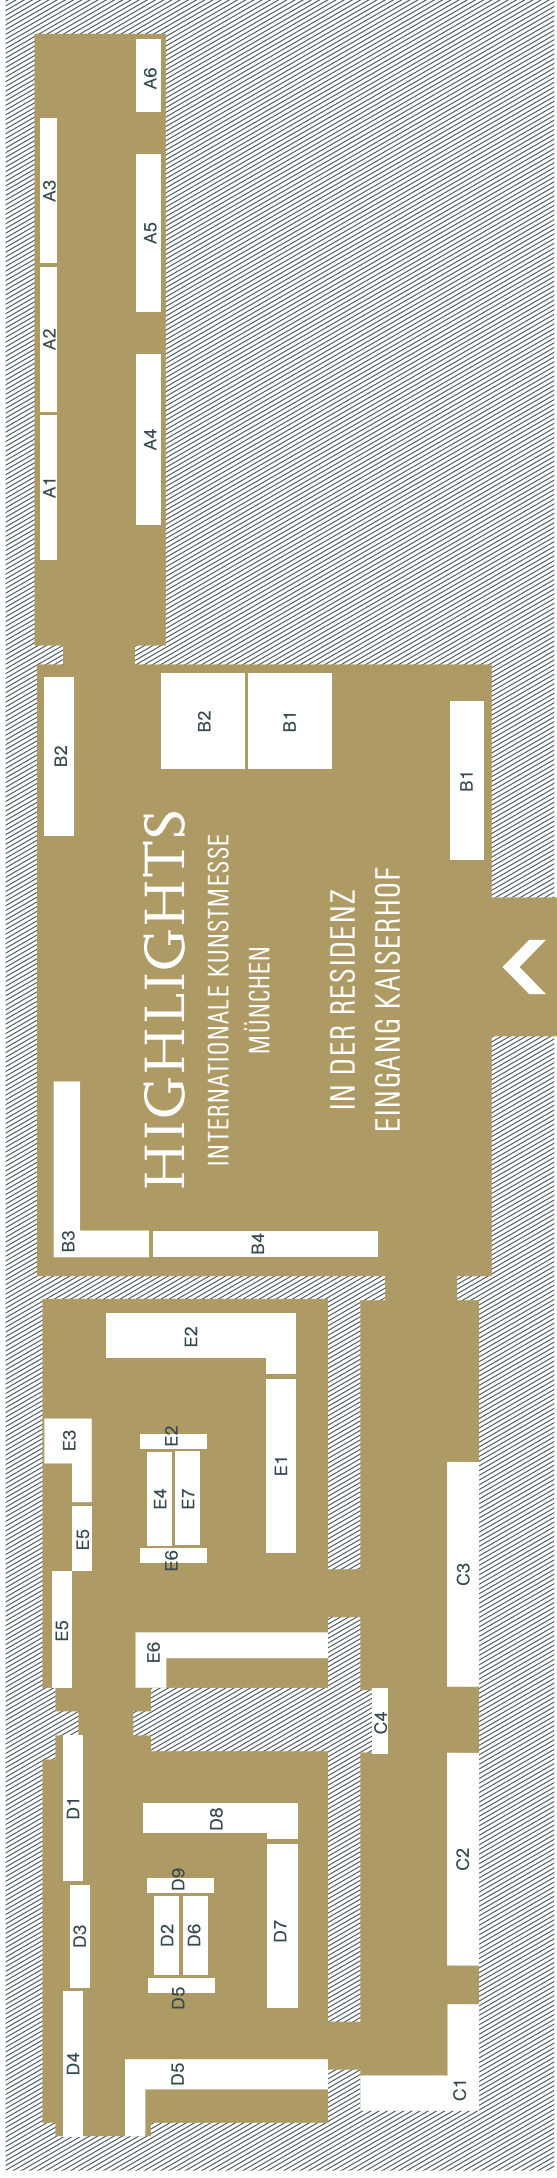 A6
A3
A5
A2
A4
A1
B2
B2
B1
B1
HIGHLIGHTS
INTERNATIONALE KUNSTMESSE
MÜNCHEN
IN DER RESIDENZ
EINGANG KAISERHOF
B3
B4
E2
E3
E2
E1
E4
E7
E5
E6
E5
E6
C3
C4
D1
D8
C2
D9
D3
D2
D6
D7
D5
D4
D5
C1